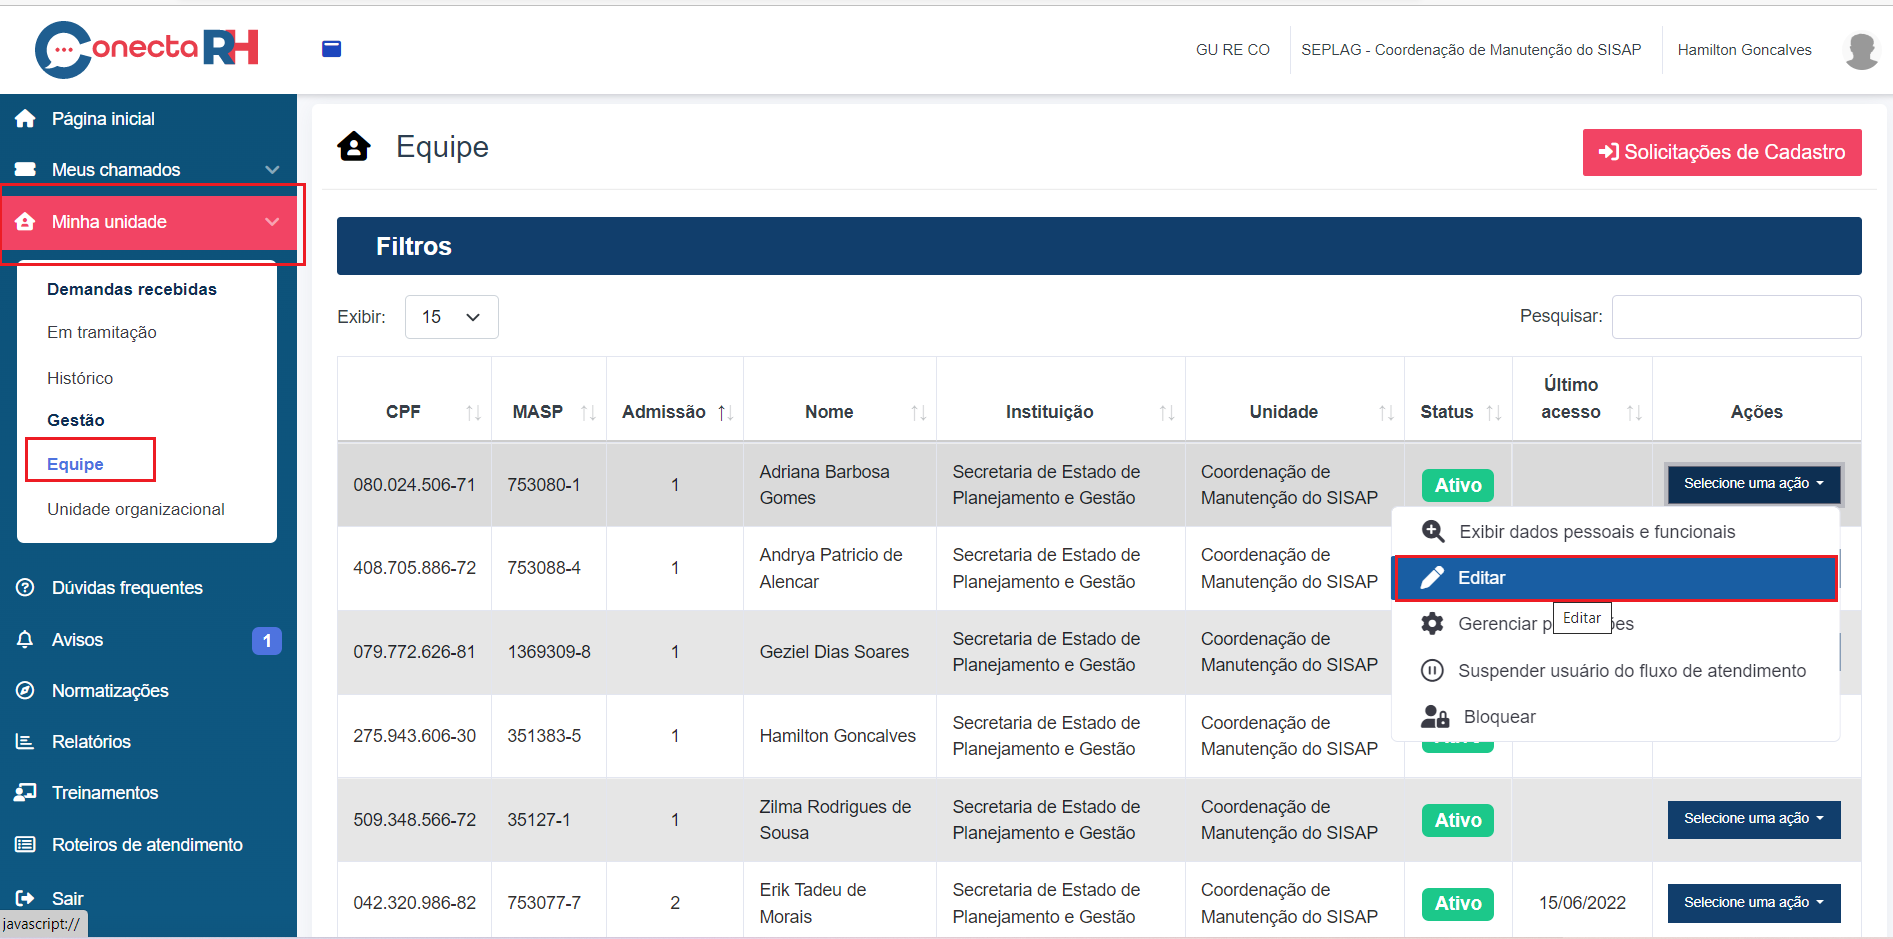 ConectaRH
GU RE CO
SEPLAG - Coordenação de Manutenção do SISAP
Hamilton Goncalves
Página inicial
Meus chamados
Minha unidade
Demandas recebidas
Em tramitação
Histórico
Gestão
Equipe
Unidade organizacional
Dúvidas frequentes
Avisos
1
Normatizações
Relatórios
Treinamentos
Roteiros de atendimento
Sair
javascript://
Equipe
Solicitações de Cadastro
Filtros
Exibir:
15
Pesquisar:
CPF
MASP
Admissão
Nome
Instituição
Unidade
Status
Último
acesso
Ações
080.024.506-71
753080-1
1
Adriana Barbosa
Gomes
Secretaria de Estado de
Planejamento e Gestão
Coordenação de
Manutenção do SISAP
Ativo
Selecione uma ação
Exibir dados pessoais e funcionais
Editar
Editar
Gerenciar
Suspender usuário do fluxo de atendimento
Bloquear
408.705.886-72
753088-4
1
Andrya Patricio de
Alencar
Secretaria de Estado de
Planejamento e Gestão
Coordenação de
Manutenção do SISAP
079.772.626-81
1369309-8
1
Geziel Dias Soares
Secretaria de Estado de
Planejamento e Gestão
Coordenação de
Manutenção do SISAP
275.943.606-30
351383-5
1
Hamilton Goncalves
Secretaria de Estado de
Planejamento e Gestão
Coordenação de
Manutenção do SISAP
509.348.566-72
35127-1
1
Zilma Rodrigues de
Sousa
Secretaria de Estado de
Planejamento e Gestão
Coordenação de
Manutenção do SISAP
Ativo
Selecione uma ação
042.320.986-82
753077-7
2
Erik Tadeu de
Morais
Secretaria de Estado de
Planejamento e Gestão
Coordenação de
Manutenção do SISAP
Ativo
15/06/2022
Selecione uma ação